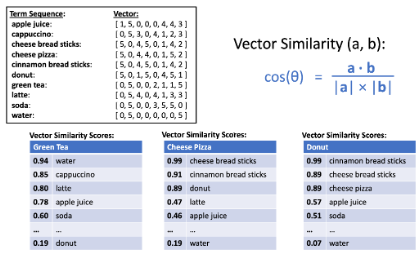 Term Sequence: Vector:
apple juice: [ 1, 5, 0, 0, 0, 4, 4, 3 ]
cappuccino: [ 0, 5, 3, 0, 4, 1, 2, 3 ]
cheese bread sticks: [ 5, 0, 4, 5, 0, 1, 4, 2 ]
cheese pizza: [ 5, 0, 4, 4, 0, 1, 5, 2 ]
cinnamon bread sticks: [ 5, 0, 4, 5, 0, 1, 4, 2 ]
donut: [ 5, 0, 1, 5, 0, 4, 5, 1 ]
green tea: [ 0, 5, 0, 0, 2, 1, 1, 5 ]
latte: [ 0, 5, 4, 0, 4, 1, 3, 3 ]
soda: [ 0, 5, 0, 0, 3, 5, 5, 0 ]
water: [ 0, 5, 0, 0, 0, 0, 0, 5 ]
Vector Similarity (a, b):
cos(θ) = a · b
|a| × |b|
Vector Similarity Scores:
Green Tea
0.94 water
0.85 cappuccino
0.80 latte
0.78 apple juice
0.60 soda
... ...
0.19 donut
Vector Similarity Scores:
Cheese Pizza
0.99 cheese bread sticks
0.91 cinnamon bread sticks
0.89 donut
0.47 latte
0.46 apple juice
... ...
0.19 water
Vector Similarity Scores:
Donut
0.99 cinnamon bread sticks
0.89 cheese bread sticks
0.89 cheese pizza
0.57 apple juice
0.51 soda
... ...
0.07 water